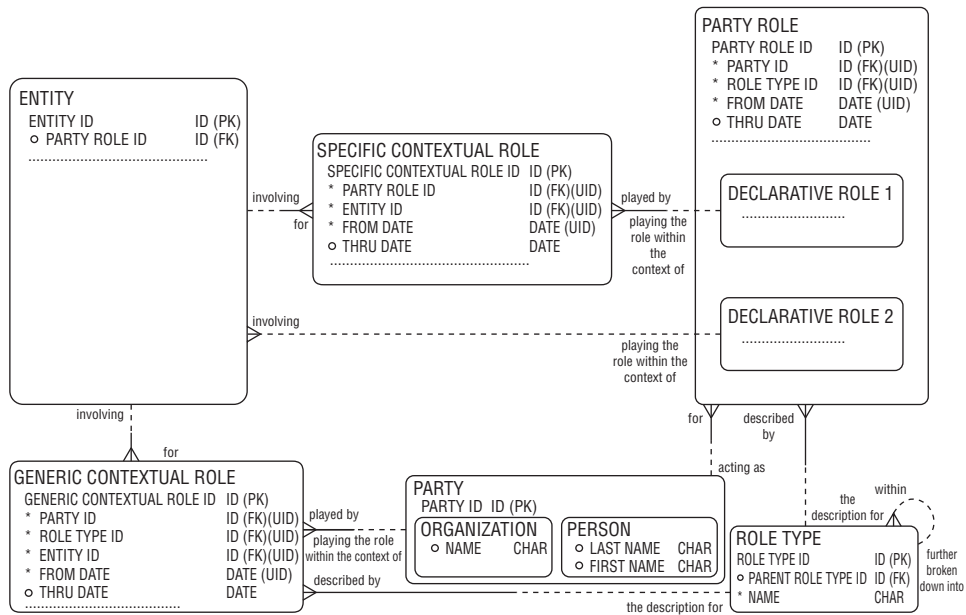 PARTY ROLE
PARTY ROLE ID ID (PK)
* PARTY ID ID (FK)(UID)
* ROLE TYPE ID ID (FK)(UID)
* FROM DATE DATE (UID)
o THRU DATE DATE
DECLARATIVE ROLE 1
DECLARATIVE ROLE 2
ENTITY
ENTITY ID ID (PK)
o PARTY ROLE ID ID (FK)
SPECIFIC CONTEXTUAL ROLE
SPECIFIC CONTEXTUAL ROLE ID ID (PK)
* PARTY ROLE ID ID (FK)(UID)
* ENTITY ID ID (FK)(UID)
* FROM DATE DATE (UID)
o THRU DATE DATE
involving
for
played by
playing the
role within
the
context of
involving
playing the
role within the
context of
involving
for
for
described
by
acting as
GENERIC CONTEXTUAL ROLE
GENERIC CONTEXTUAL ROLE ID ID (PK)
* PARTY ID ID (FK)(UID)
* ROLE TYPE ID ID (FK)(UID)
* ENTITY ID ID (FK)(UID)
* FROM DATE DATE (UID)
o THRU DATE DATE
played by
playing the role
within the context of
described by
the description for
PARTY
PARTY ID ID (PK)
ORGANIZATION
o NAME CHAR
PERSON
o LAST NAME CHAR
o FIRST NAME CHAR
the
description for
within
further
broken
down into
ROLE TYPE
ROLE TYPE ID ID (PK)
o PARENT ROLE TYPE ID ID (FK)
* NAME CHAR